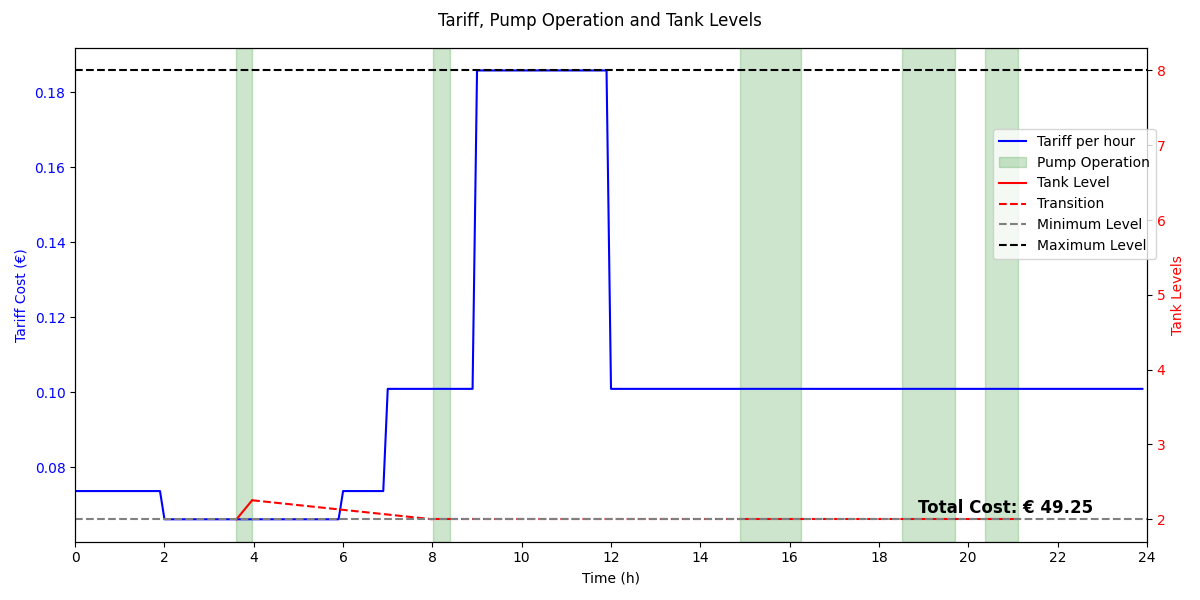 Tariff, Pump Operation and Tank Levels
Tariff Cost (€)
0.18
0.16
0.14
0.12
0.10
0.08
8
7
6
5
4
3
2
Tank Levels
Tariff per hour
Pump Operation
Tank Level
Transition
Minimum Level
Maximum Level
Total Cost: € 49.25
0 2 4 6 8 10 12 14 16 18 20 22 24
Time (h)